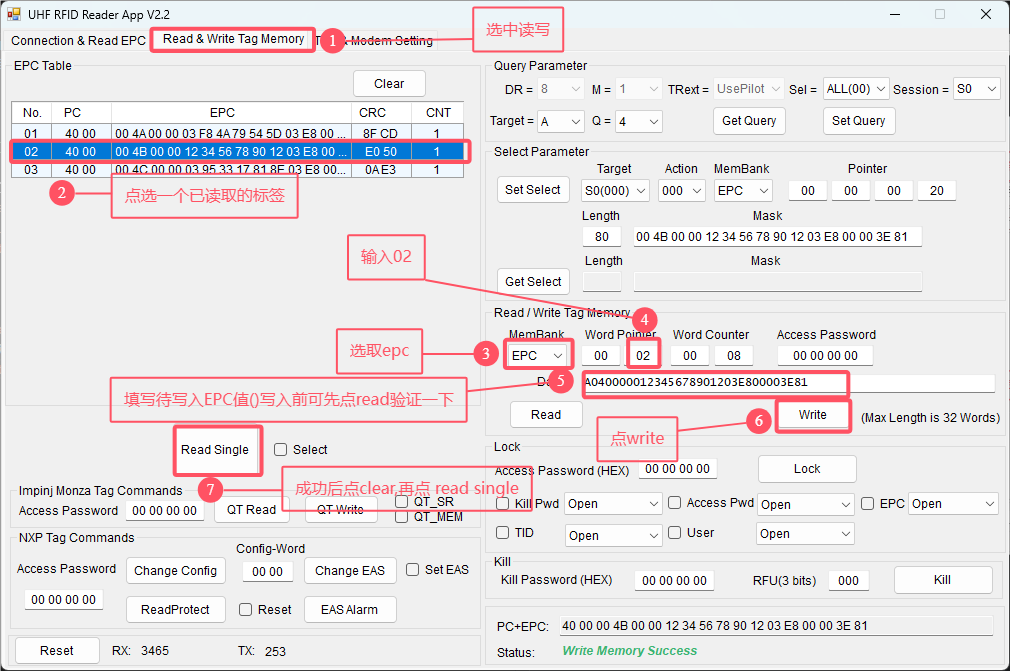 UHF RFID Reader App V2.2
Connection & Read EPC
Read & Write Tag Memory
& Modem Setting
1
选中读写
EPC Table
Clear
No. PC EPC CRC CNT
01 40 00 00 4A 00 00 03 F8 4A 79 54 5D 03 E8 00 ... 8F CD 1
02 40 00 00 4B 00 00 12 34 56 78 90 12 03 E8 00 ... E0 50 1
03 40 00 00 4C 00 00 03 95 33 17 81 8F 03 E8 00 ... 0A E3 1
2
点选一个已读取的标签
输入02
选取epc
填写待写入EPC值()写入前可先点read验证一下
Read Single
Select
7
成功后点clear,再点 read single
Impinj Monza Tag Commands
Access Password 00 00 00 00 QT Read QT Write QT_SR
QT_MEM
NXP Tag Commands
Config-Word
Access Password Change Config 00 00 Change EAS Set EAS
00 00 00 00 ReadProtect Reset EAS Alarm
Reset RX: 3465 TX: 253
Query Parameter
DR = 8 M = 1 TRext = UsePilot Sel = ALL(00) Session = S0
Target = A Q = 4 Get Query Set Query
Select Parameter
Target Action MemBank Pointer
Set Select S0(000) 000 EPC 00 00 00 20
Length Mask
80 00 4B 00 00 12 34 56 78 90 12 03 E8 00 00 3E 81
Length Mask
Get Select
Read / Write Tag Memory
4
MemBank Word Pointer Word Counter Access Password
3 EPC 00 02 00 08 00 00 00 00
5 A04000001234567890​1203E800003E81
Read
点write
6
Write
(Max Length is 32 Words)
Lock
Access Password (HEX) 00 00 00 00 Lock
Kill Pwd Open Access Pwd Open EPC Open
TID Open User Open
Kill
Kill Password (HEX) 00 00 00 00 RFU(3 bits) 000 Kill
PC+EPC: 40 00 00 4B 00 00 12 34 56 78 90 12 03 E8 00 00 3E 81
Status: Write Memory Success